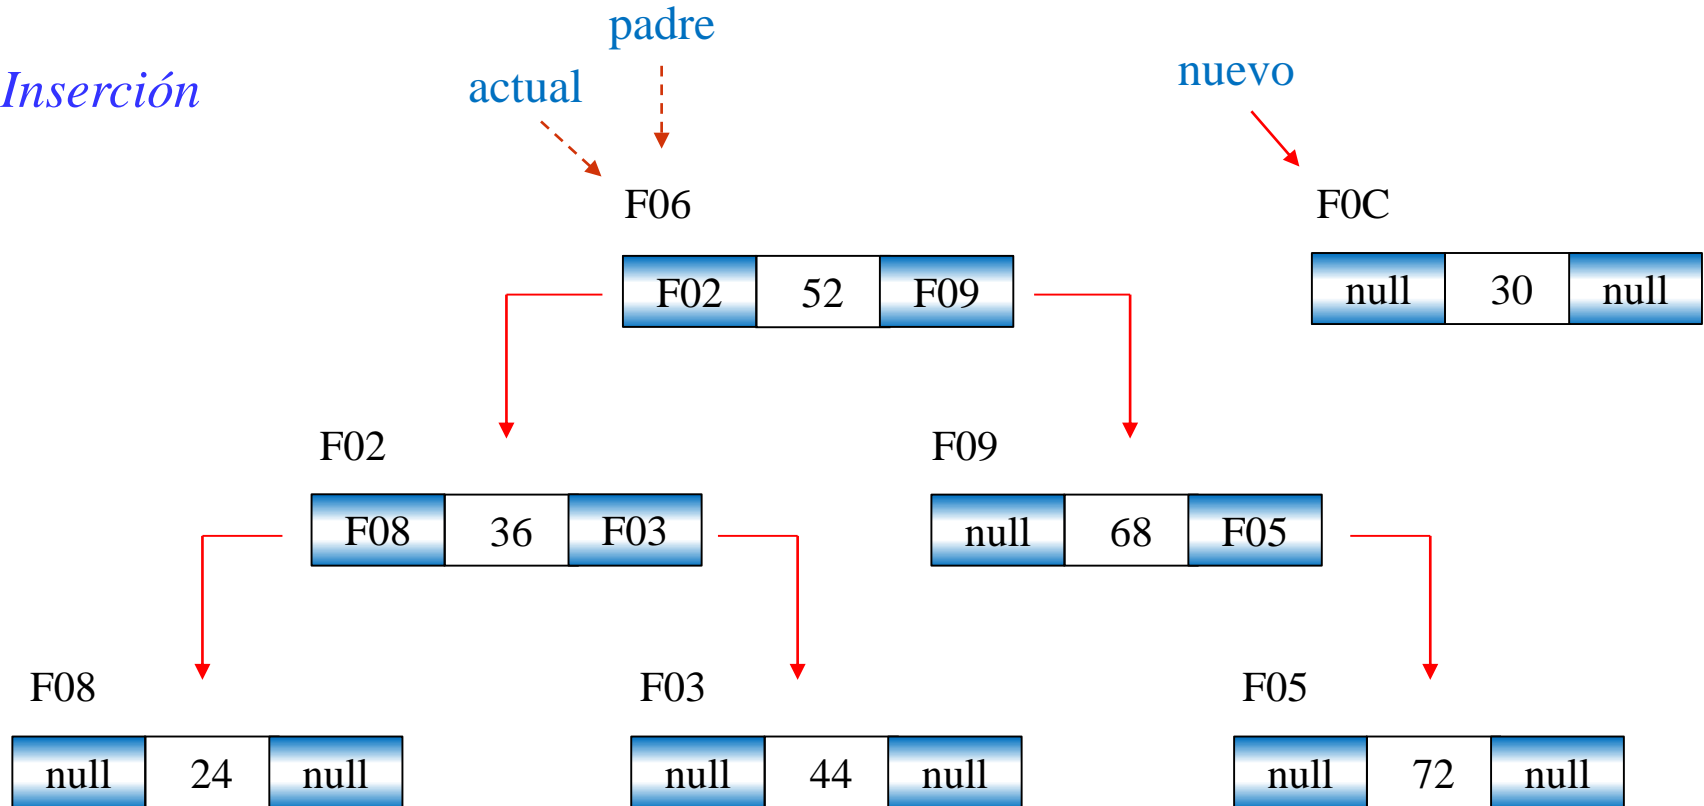 padre
Inserción
actual
nuevo
F06
F0C
F02 52 F09
null 30 null
F02
F09
F08 36 F03
null 68 F05
F08
F03
F05
null 24 null
null 44 null
null 72 null